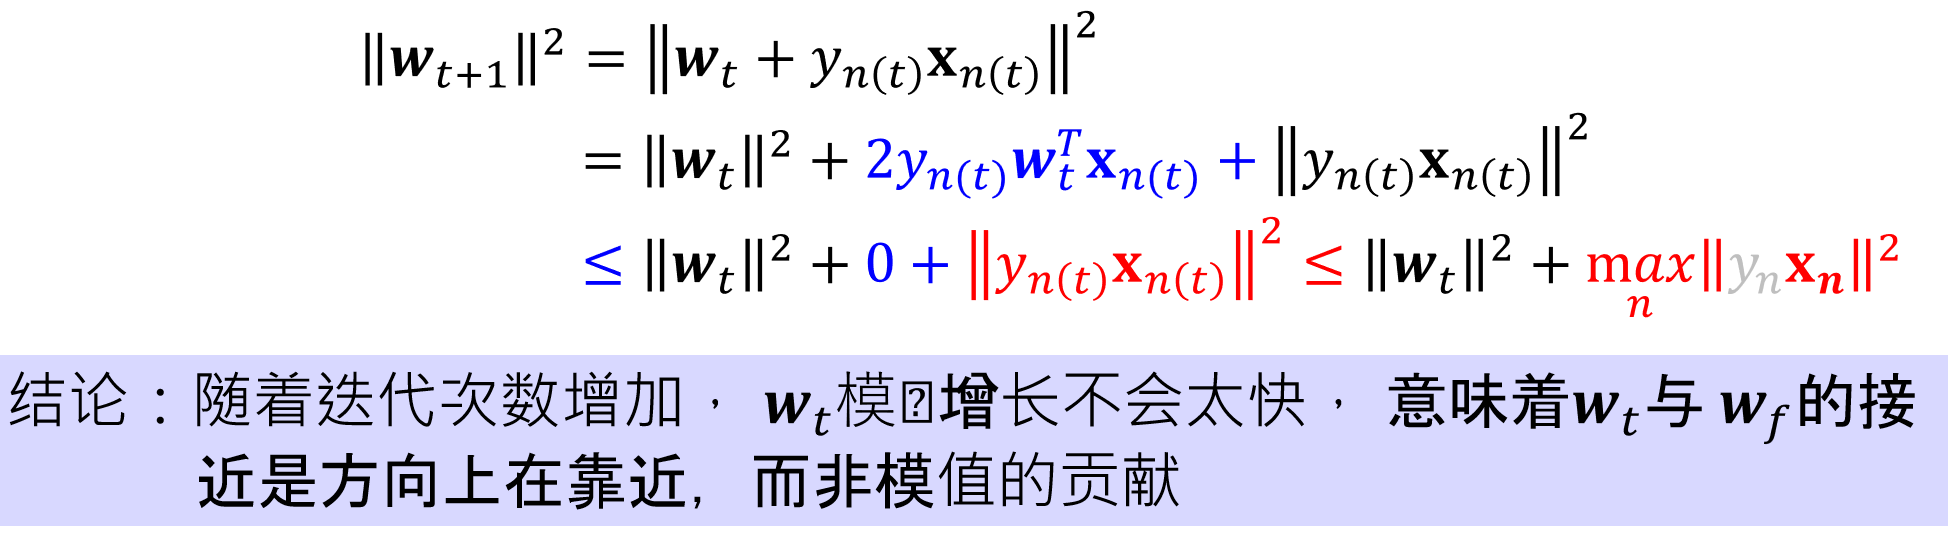 ‖w_{t+1}‖² = ‖w_t + y_{n(t)}x_{n(t)}‖²
= ‖w_t‖² + 2y_{n(t)}w_t^T x_{n(t)} + ‖y_{n(t)}x_{n(t)}‖²
≤ ‖w_t‖² + 0 + ‖y_{n(t)}x_{n(t)}‖² ≤ ‖w_t‖² + max_n‖y_n x_n‖²
结论：随着迭代次数增加，w_t模增长不会太快，意味着w_t与 w_f的接
近是方向上在靠近，而非模值的贡献